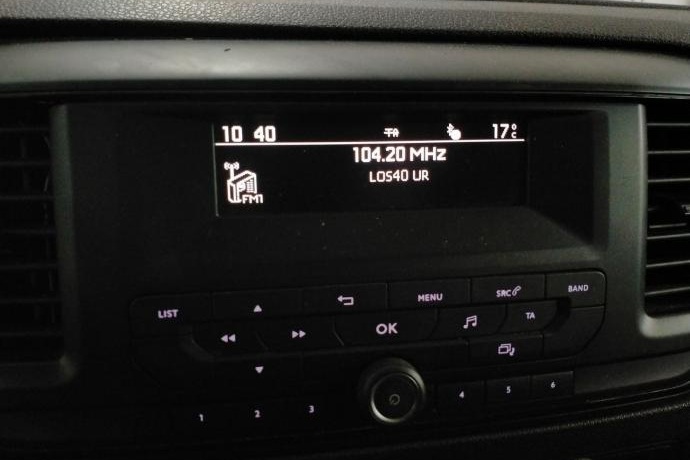 10 40 TA 17°C
104.20 MHz
LOS40 UR
FM1
LIST MENU SRC BAND
OK TA
1 2 3 4 5 6